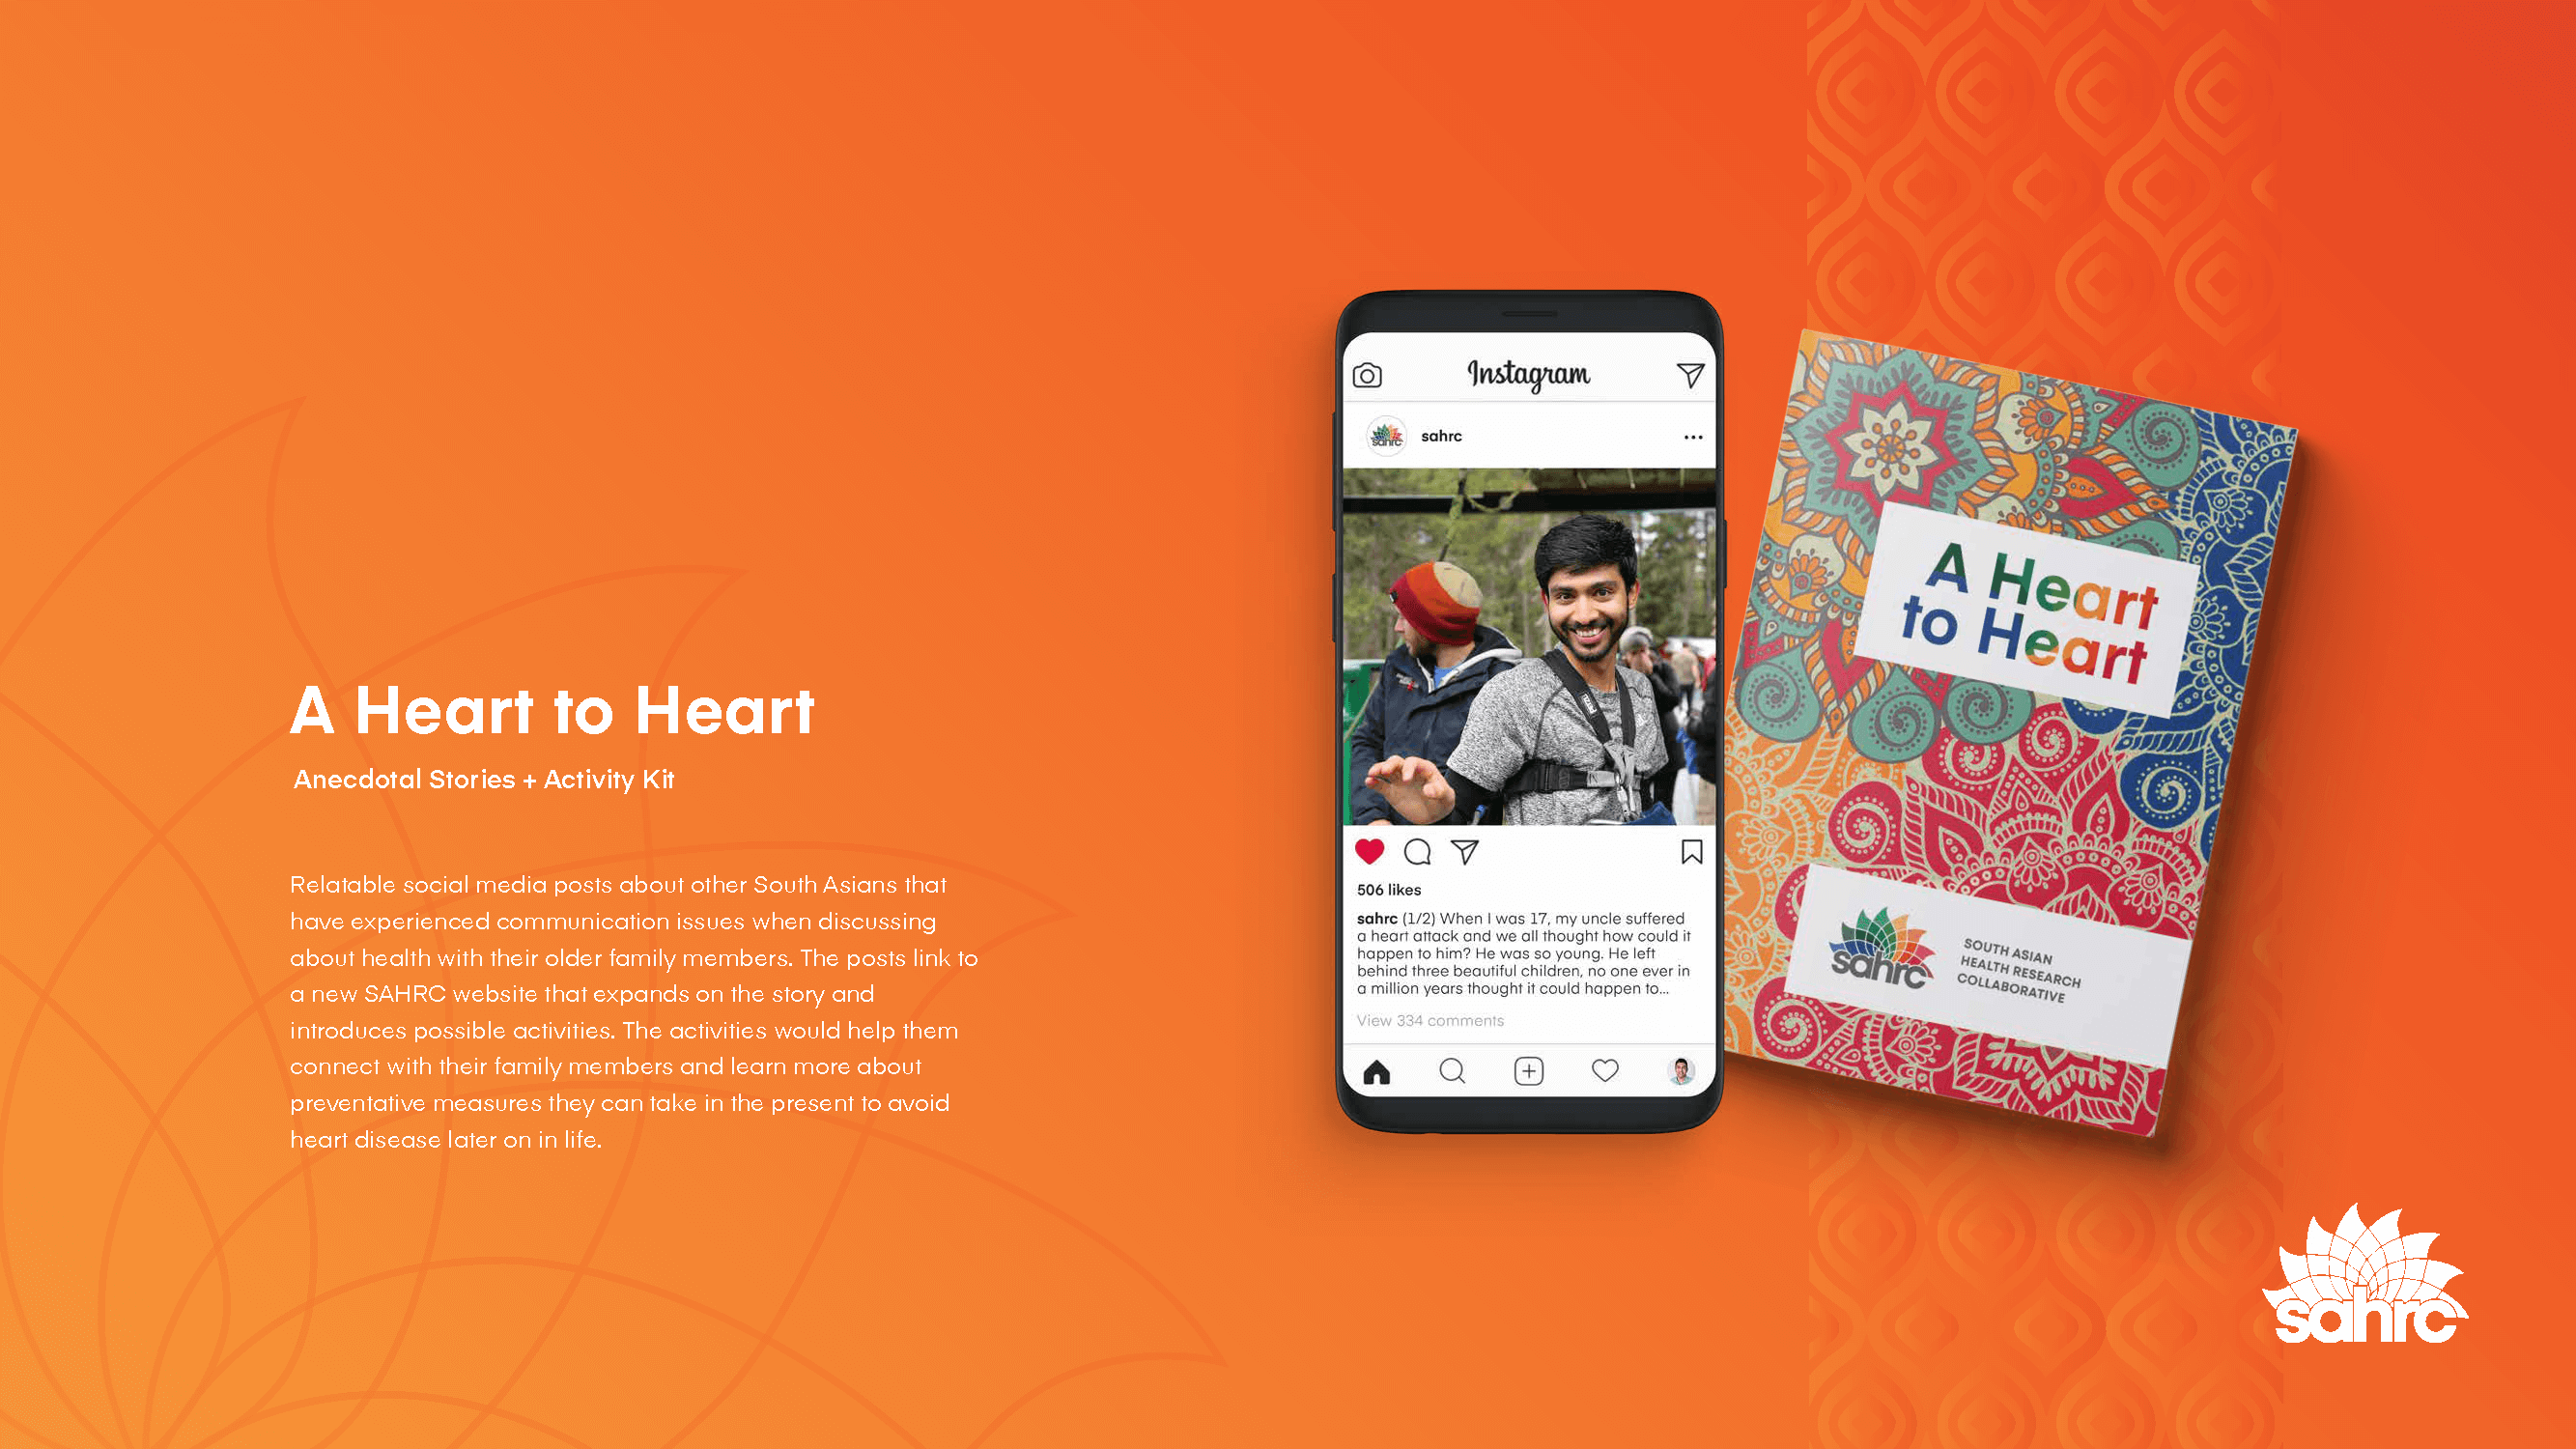 A Heart to Heart
Anecdotal Stories + Activity Kit
Relatable social media posts about other South Asians that
have experienced communication issues when discussing
about health with their older family members. The posts link to
a new SAHRC website that expands on the story and
introduces possible activities. The activities would help them
connect with their family members and learn more about
preventative measures they can take in the present to avoid
heart disease later on in life.
Instagram
sahrc
sahrc
506 likes
sahrc (1/2) When I was 17, my uncle suffered
a heart attack and we all thought how could it
happen to him? He was so young. He left
behind three beautiful children, no one ever in
a million years thought it could happen to...
View 334 comments
A Heart
to Heart
sahrc
SOUTH ASIAN
HEALTH RESEARCH
COLLABORATIVE
sahrc